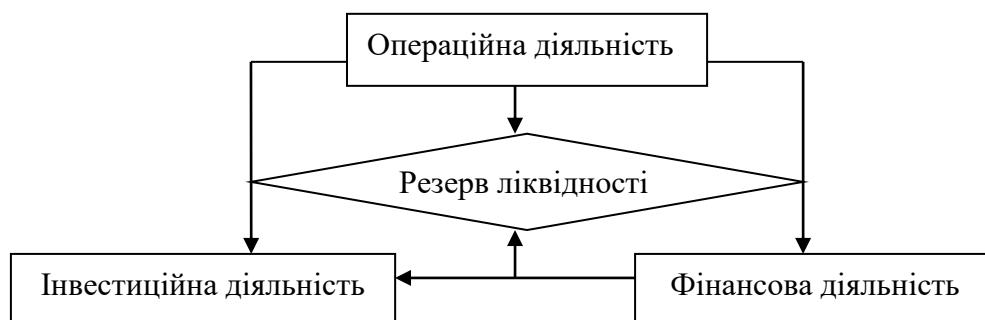 Операційна діяльність
Резерв ліквідності
Інвестиційна діяльність
Фінансова діяльність